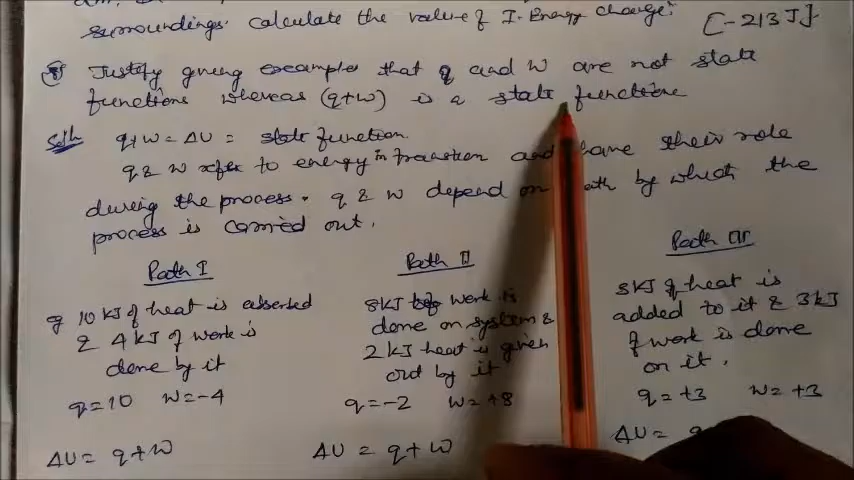 surroundings. Calculate the value of I. Energy change. [-213 J].
Justify giving examples that q and w are not state
functions whereas (q+w) is a state function
Soln q+w = ΔU = state function.
q & w refer to energy in transition and have their role
during the process. q & w depend on path by which the
process is carried out.
Path I
10 kJ of heat is absorbed
& 4 kJ of work is
done by it
q=10 w=-4
ΔU = q+w
Path II
8kJ of work is
done on system &
2 kJ heat is given
out by it
q=-2 w=+8
ΔU = q+w
Path III
3kJ of heat is
added to it & 3kJ
of work is done
on it.
q=+3 w=+3
ΔU=